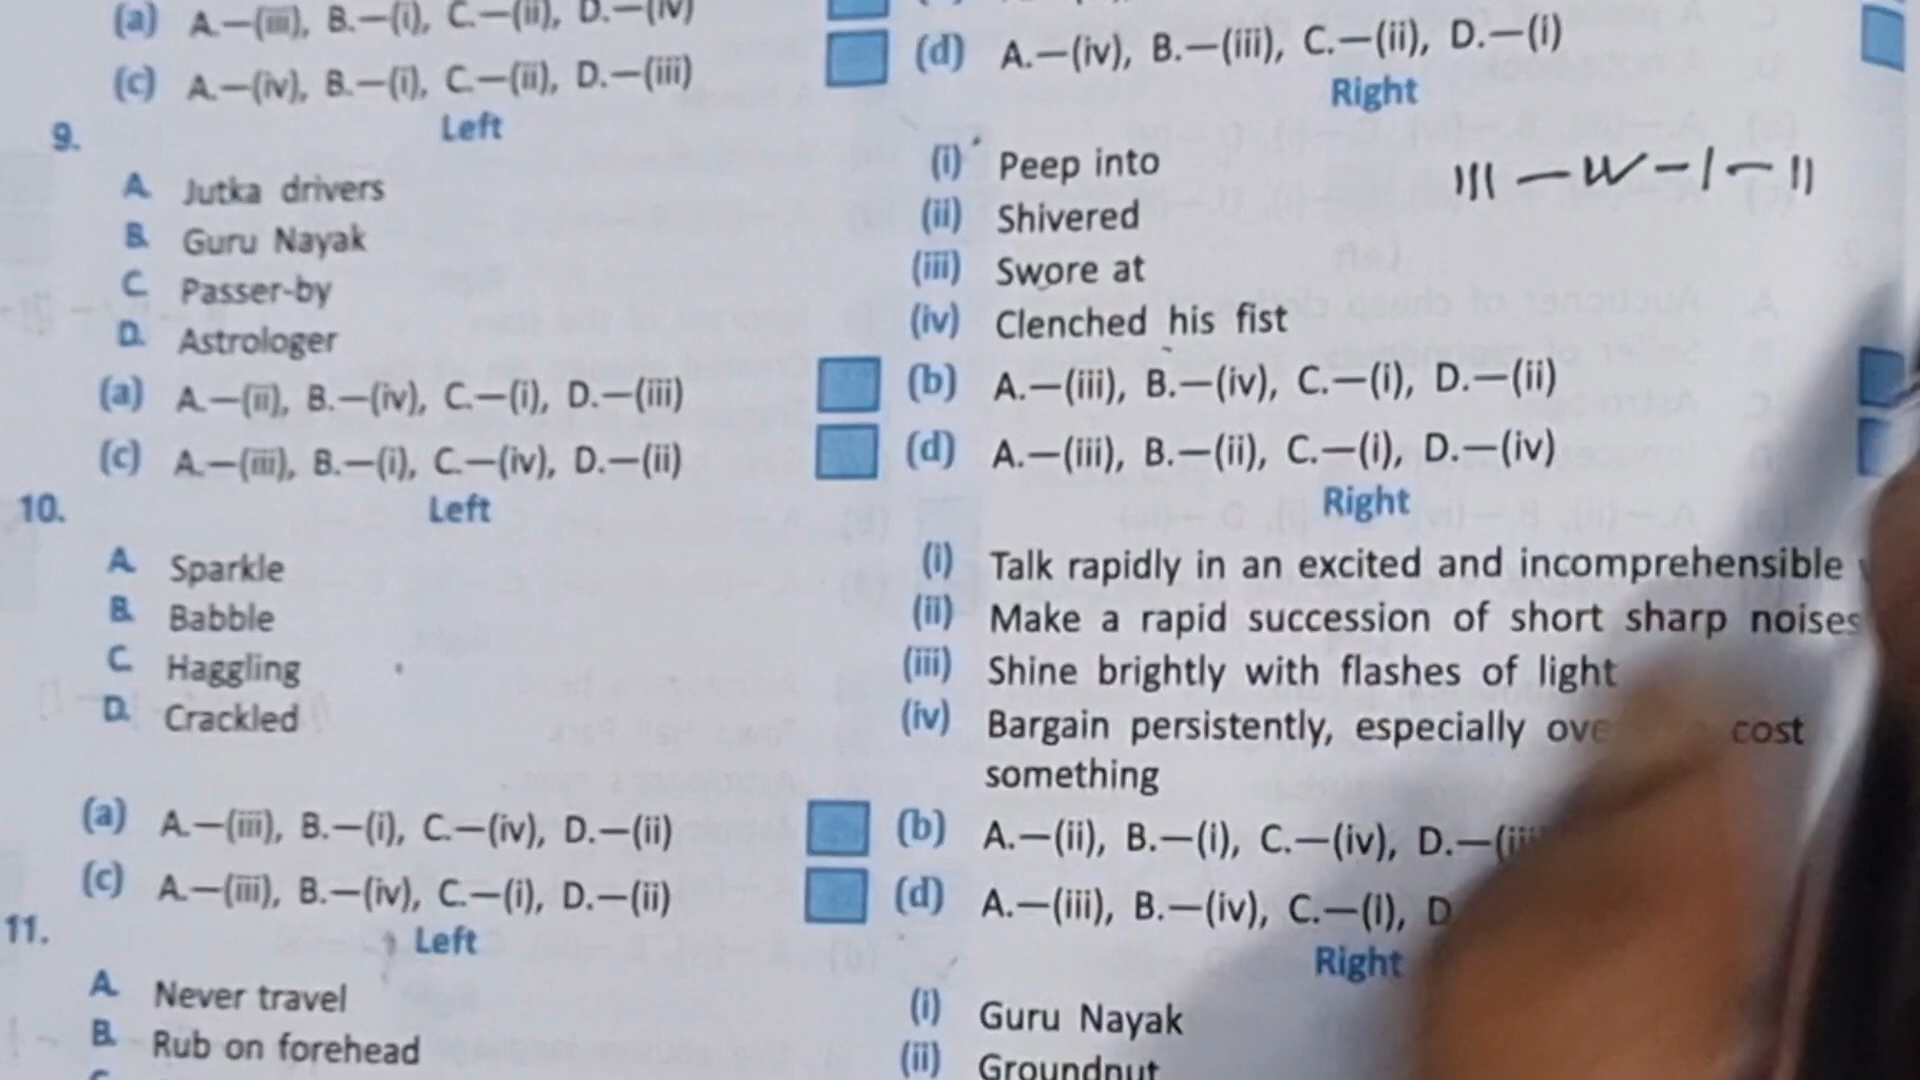 (a) A.—(iii), B.—(i), C.—(ii), D.—(iv)
(c) A.—(iv), B.—(i), C.—(ii), D.—(iii)
(d) A.—(iv), B.—(iii), C.—(ii), D.—(i)
9.
Left
Right
A. Jutka drivers
(i) Peep into
III – IV – I – II
B. Guru Nayak
(ii) Shivered
C. Passer-by
(iii) Swore at
D. Astrologer
(iv) Clenched his fist
(a) A.—(ii), B.—(iv), C.—(i), D.—(iii)
(b) A.—(iii), B.—(iv), C.—(i), D.—(ii)
(c) A.—(iii), B.—(i), C.—(iv), D.—(ii)
(d) A.—(iii), B.—(ii), C.—(i), D.—(iv)
10.
Left
Right
A. Sparkle
(i) Talk rapidly in an excited and incomprehensible
B. Babble
(ii) Make a rapid succession of short sharp noises
C. Haggling
(iii) Shine brightly with flashes of light
D. Crackled
(iv) Bargain persistently, especially cost
something
(a) A.—(iii), B.—(i), C.—(iv), D.—(ii)
(b) A.—(ii), B.—(i), C.—(iv), D.—
(c) A.—(iii), B.—(iv), C.—(i), D.—(ii)
(d) A.—(iii), B.—(iv), C.—(i), D
11.
Left
Right
A. Never travel
(i) Guru Nayak
B. Rub on forehead
(ii) Groundnut